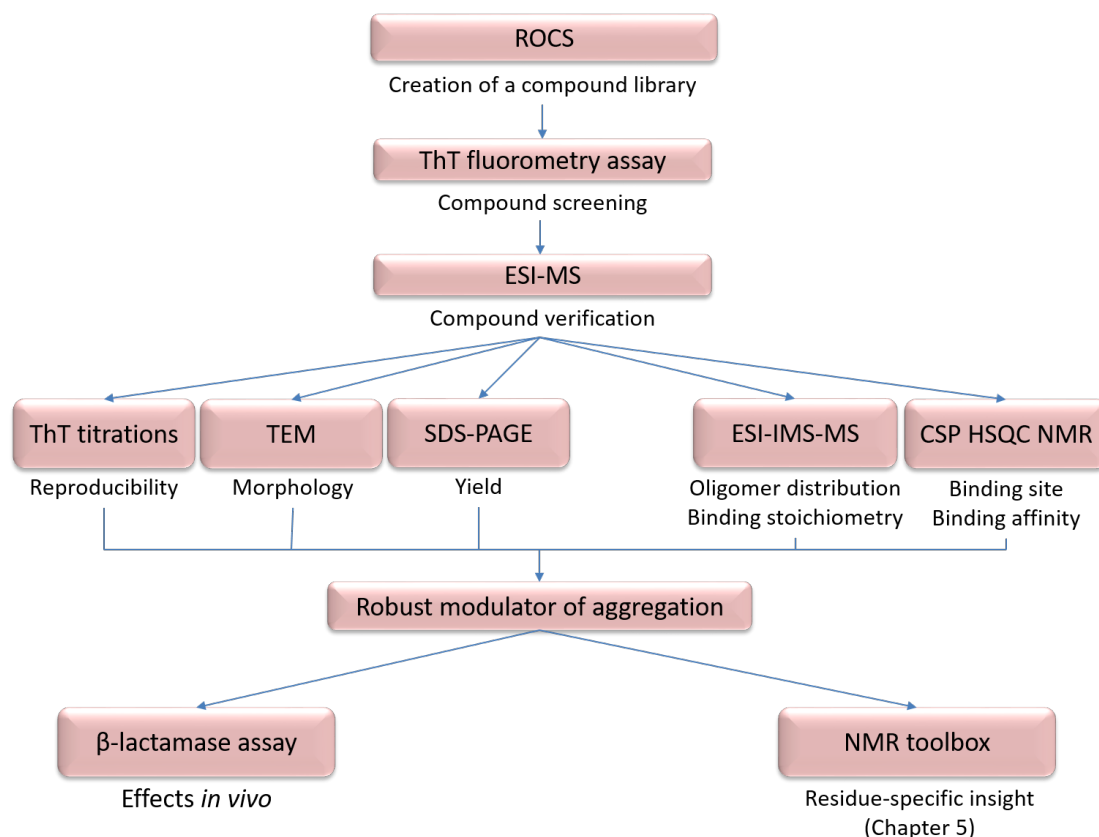 ROCS
Creation of a compound library
ThT fluorometry assay
Compound screening
ESI-MS
Compound verification
ThT titrations
Reproducibility
TEM
Morphology
SDS-PAGE
Yield
ESI-IMS-MS
Oligomer distribution
Binding stoichiometry
CSP HSQC NMR
Binding site
Binding affinity
Robust modulator of aggregation
β-lactamase assay
Effects in vivo
NMR toolbox
Residue-specific insight
(Chapter 5)